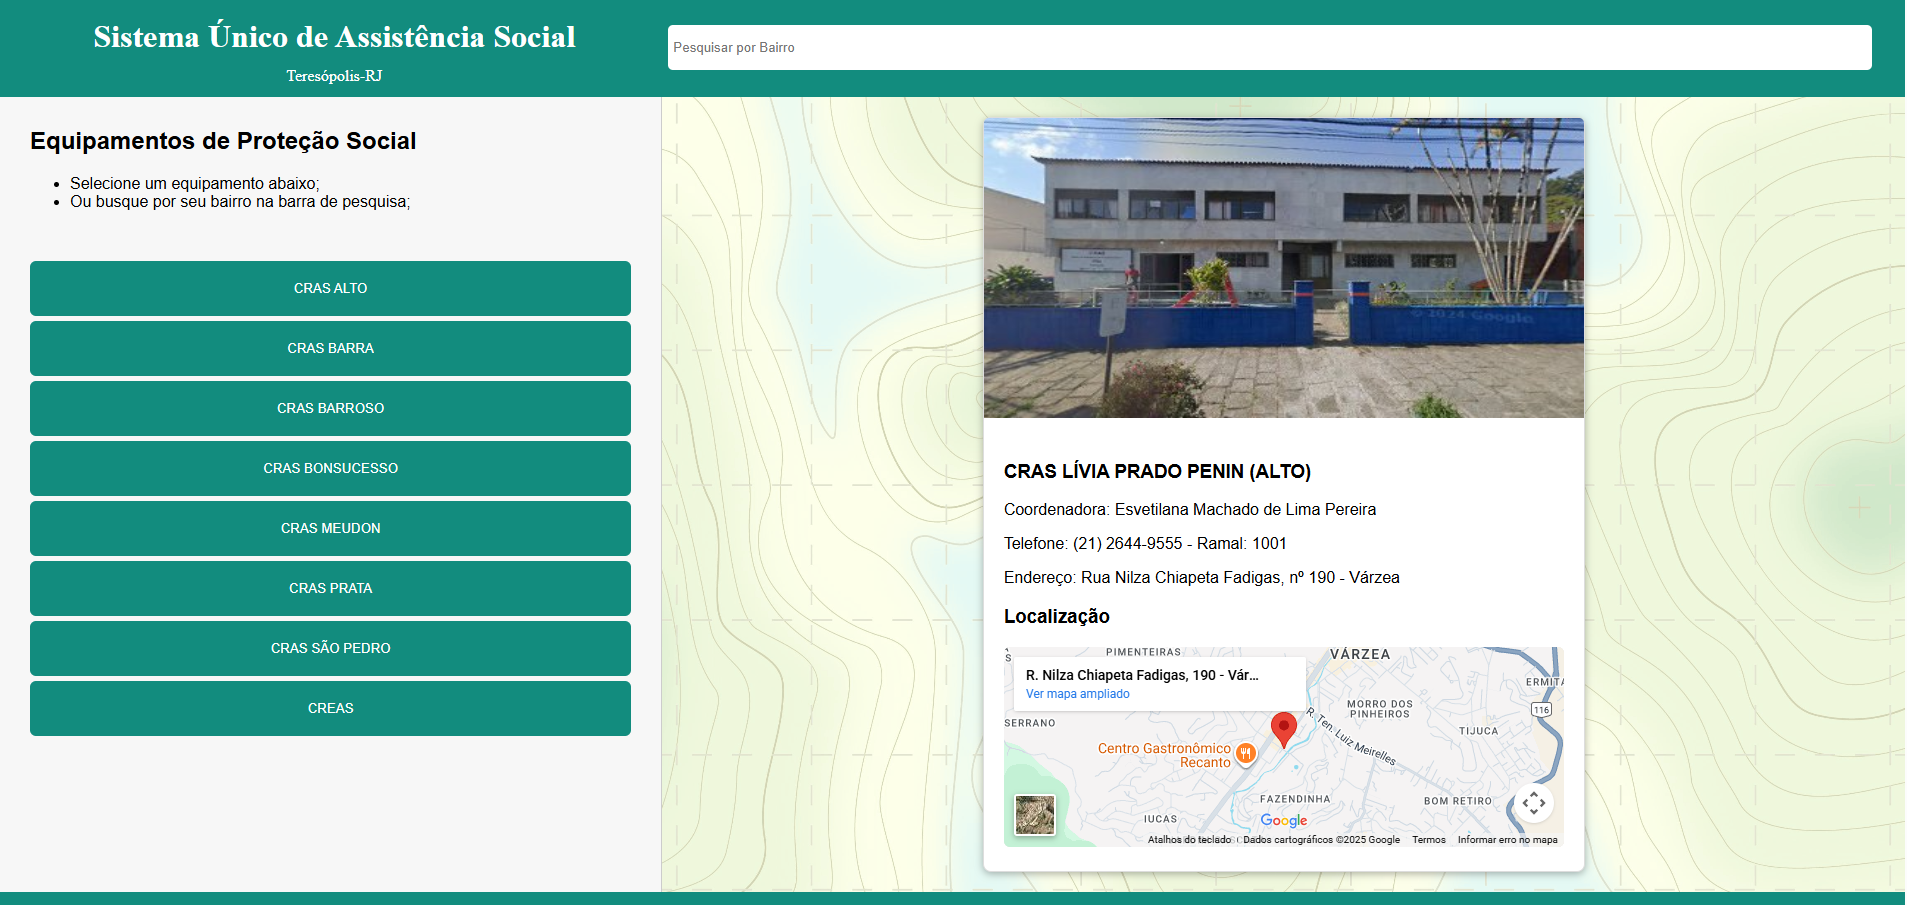 Sistema Único de Assistência Social
Teresópolis-RJ
Pesquisar por Bairro
Equipamentos de Proteção Social
Selecione um equipamento abaixo;
Ou busque por seu bairro na barra de pesquisa;
CRAS ALTO
CRAS BARRA
CRAS BARROSO
CRAS BONSUCESSO
CRAS MEUDON
CRAS PRATA
CRAS SÃO PEDRO
CREAS
© 2024 Google
CRAS LÍVIA PRADO PENIN (ALTO)
Coordenadora: Esvetilana Machado de Lima Pereira
Telefone: (21) 2644-9555 - Ramal: 1001
Endereço: Rua Nilza Chiapeta Fadigas, nº 190 - Várzea
Localização
PIMENTEIRAS
VÁRZEA
R. Nilza Chiapeta Fadigas, 190 - Vár...
Ver mapa ampliado
ERMITA
116
MORRO DOS
PINHEIROS
SERRANO
R. Ten. Luiz Meirelles
TIJUCA
Centro Gastronômico
Recanto
FAZENDINHA
BOM RETIRO
IUCAS
Google
Atalhos do teclado
Dados cartográficos ©2025 Google
Termos
Informar erro no mapa